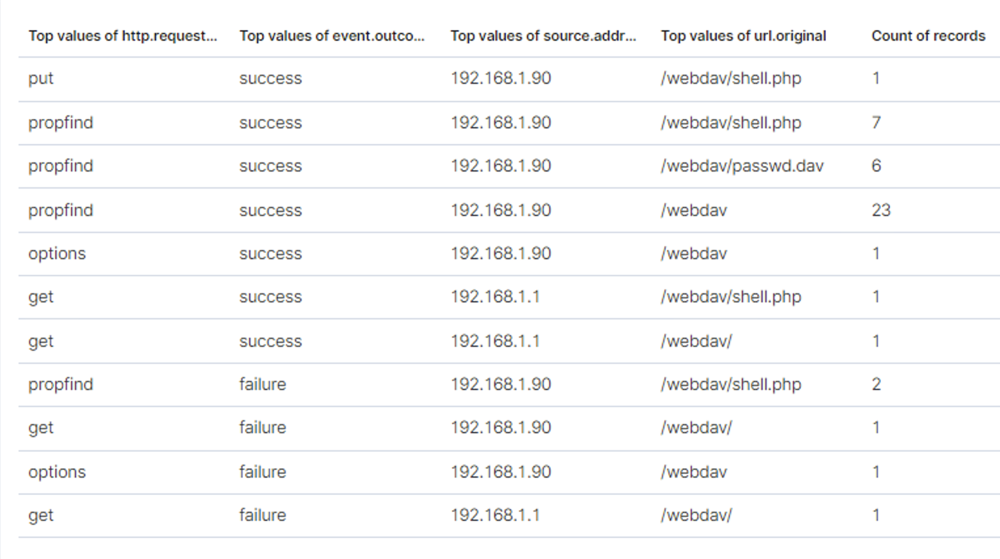 Top values of http.request... Top values of event.outco... Top values of source.addr... Top values of url.original Count of records
put success 192.168.1.90 /webdav/shell.php 1
propfind success 192.168.1.90 /webdav/shell.php 7
propfind success 192.168.1.90 /webdav/passwd.dav 6
propfind success 192.168.1.90 /webdav 23
options success 192.168.1.90 /webdav 1
get success 192.168.1.1 /webdav/shell.php 1
get success 192.168.1.1 /webdav/ 1
propfind failure 192.168.1.90 /webdav/shell.php 2
get failure 192.168.1.90 /webdav/ 1
options failure 192.168.1.90 /webdav 1
get failure 192.168.1.1 /webdav/ 1